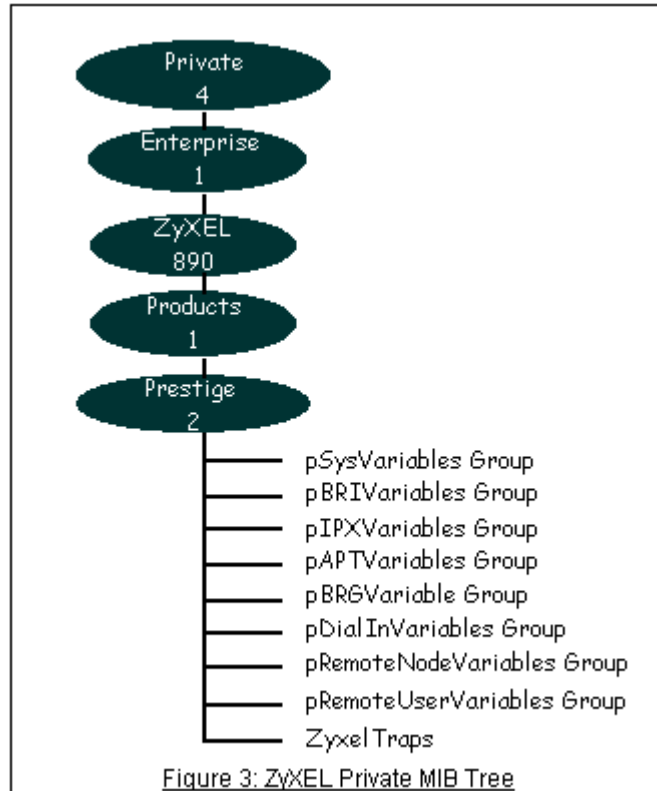 Private
4
Enterprise
1
ZyXEL
890
Products
1
Prestige
2
pSysVariables Group
pBRIVariables Group
pIPXVariables Group
pAPTVariables Group
pBRGVariable Group
pDialInVariables Group
pRemoteNodeVariables Group
pRemoteUserVariables Group
ZyxelTraps
Figure 3: ZyXEL Private MIB Tree